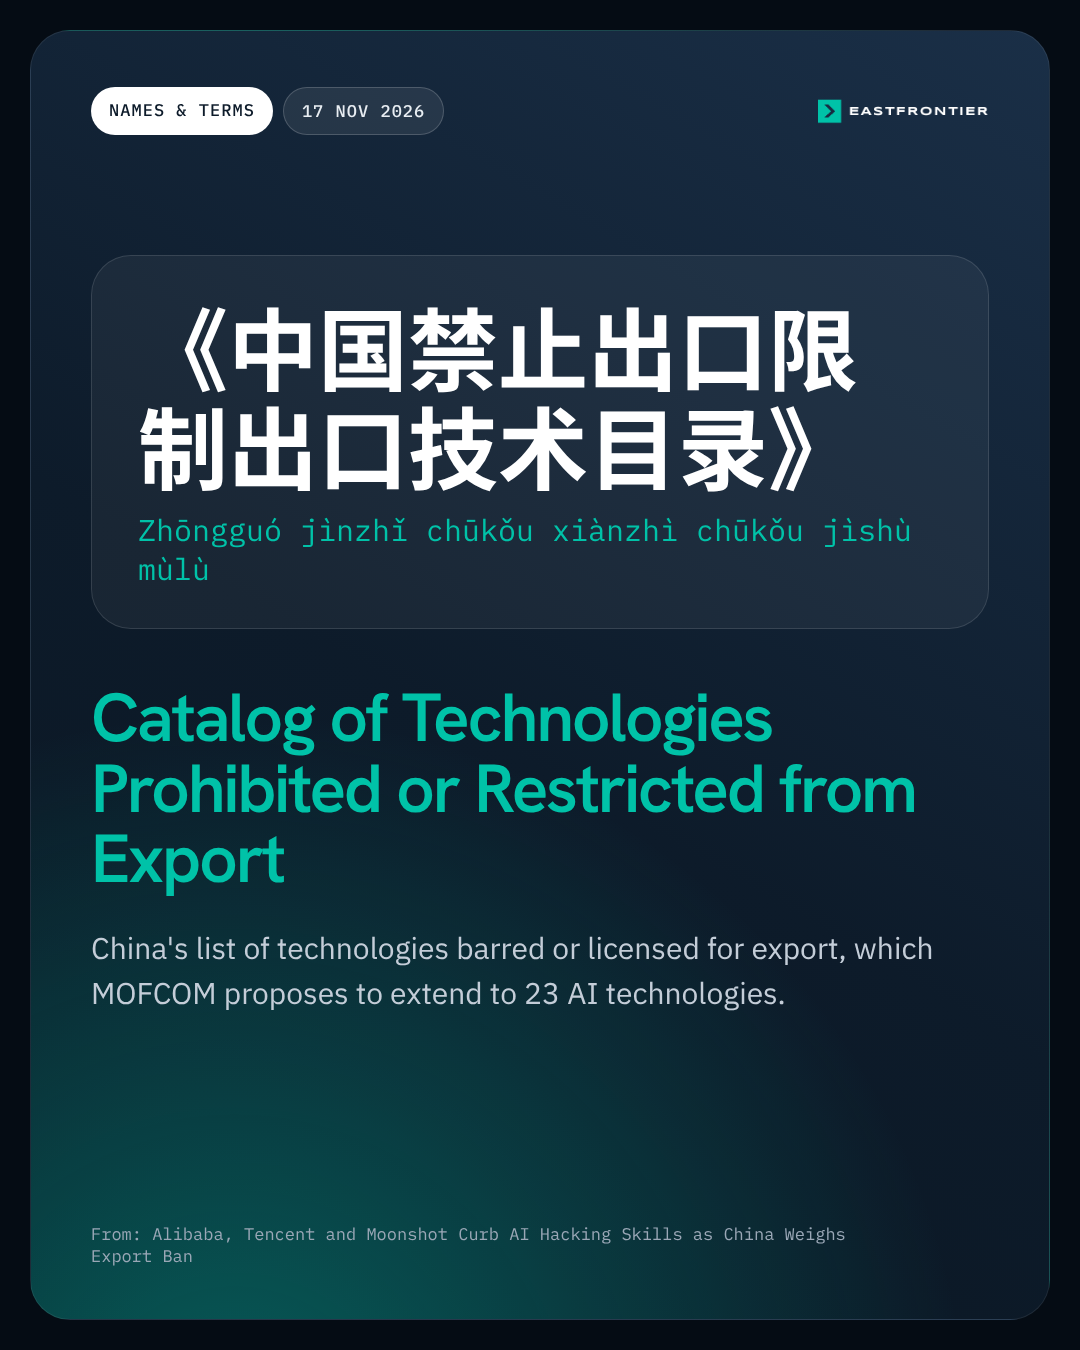 NAMES & TERMS
17 NOV 2026
EASTFRONTIER
《中国禁止出口限
制出口技术目录》
Zhōngguó jìnzhǐ chūkǒu xiànzhì chūkǒu jìshù
mùlù
Catalog of Technologies
Prohibited or Restricted from
Export
China's list of technologies barred or licensed for export, which
MOFCOM proposes to extend to 23 AI technologies.
From: Alibaba, Tencent and Moonshot Curb AI Hacking Skills as China Weighs
Export Ban